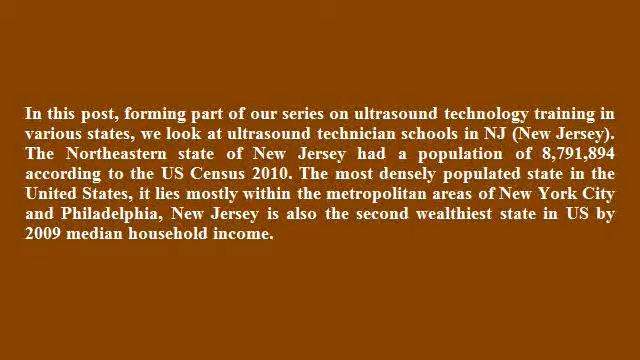 In this post, forming part of our series on ultrasound technology training in
various states, we look at ultrasound technician schools in NJ (New Jersey).
The Northeastern state of New Jersey had a population of 8,791,894
according to the US Census 2010. The most densely populated state in the
United States, it lies mostly within the metropolitan areas of New York City
and Philadelphia, New Jersey is also the second wealthiest state in US by
2009 median household income.